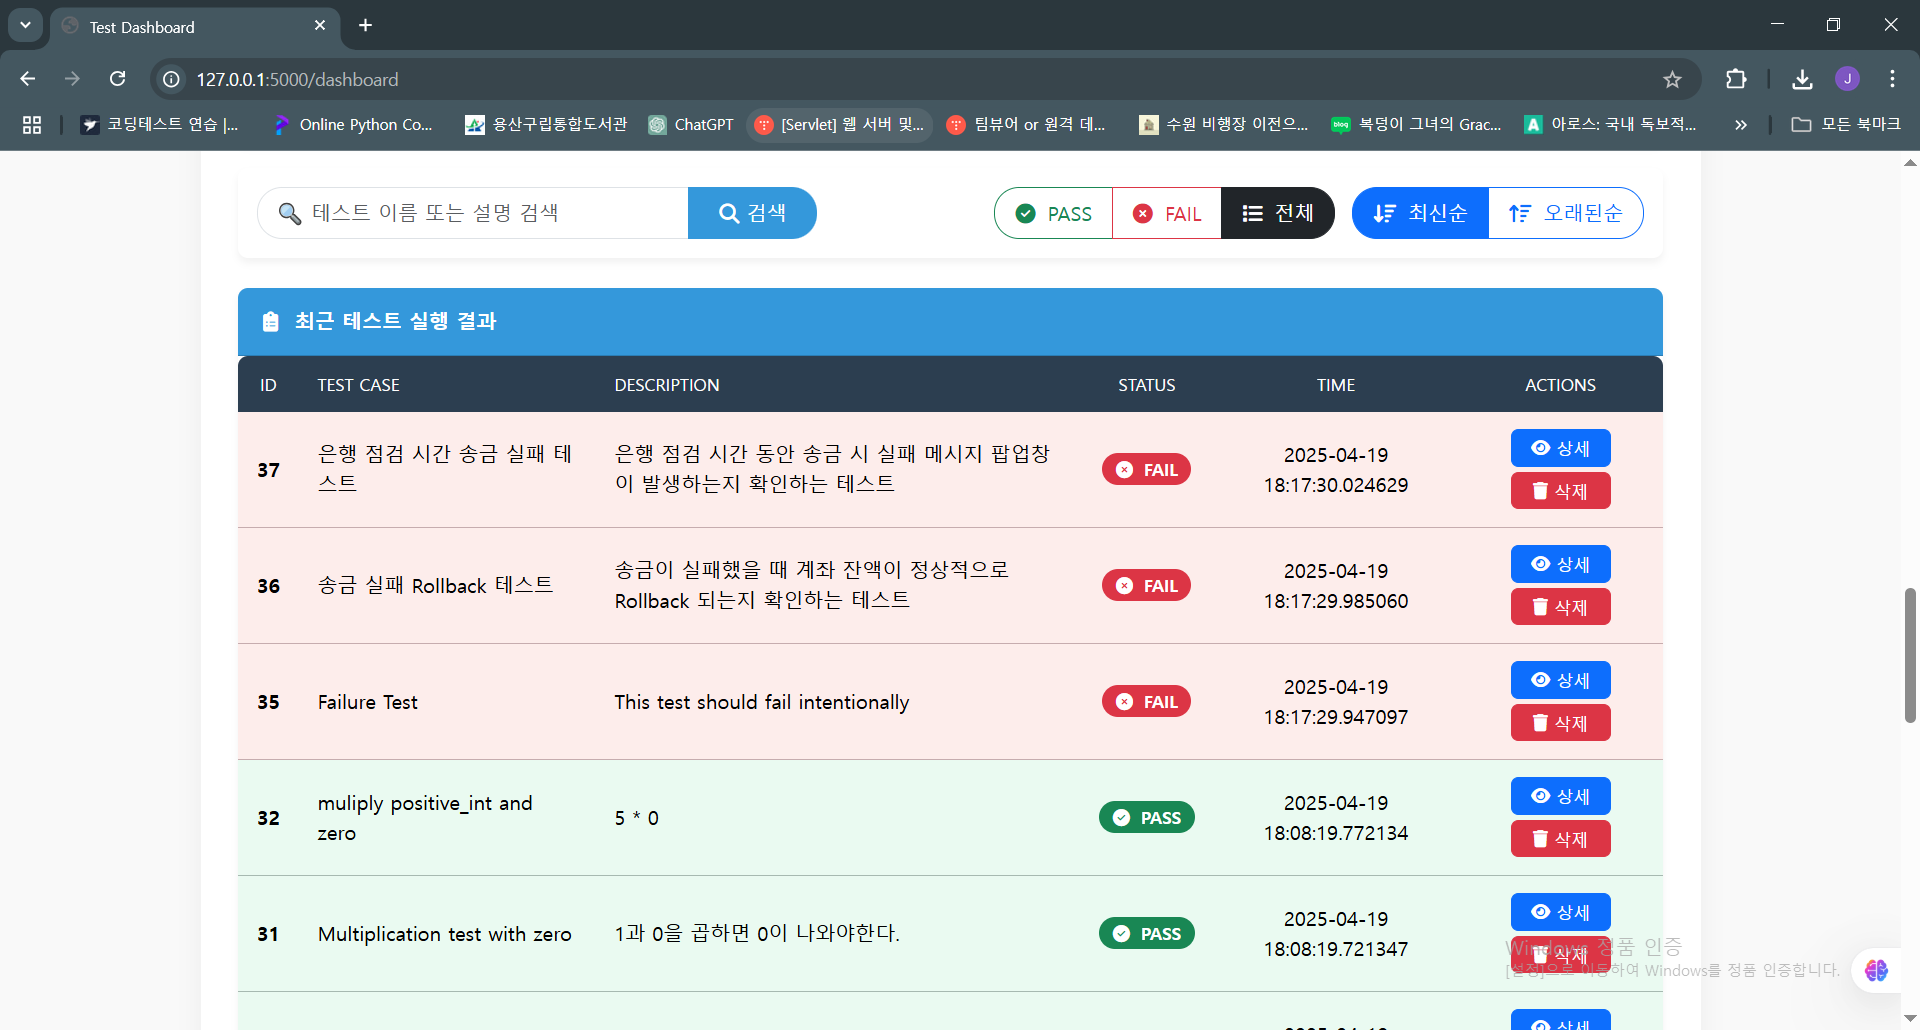 Test Dashboard
127.0.0.1:5000/dashboard
J
코딩테스트 연습 |...
Online Python Co...
용산구립통합도서관
ChatGPT
[Servlet] 웹 서버 및...
팀뷰어 or 원격 데...
수원 비행장 이전으...
blog
복덩이 그녀의 Grac...
A
아로스: 국내 독보적...
모든 북마크
테스트 이름 또는 설명 검색
검색
PASS
FAIL
전체
최신순
오래된순
최근 테스트 실행 결과
ID TEST CASE DESCRIPTION STATUS TIME ACTIONS
37
은행 점검 시간 송금 실패 테
스트
은행 점검 시간 동안 송금 시 실패 메시지 팝업창
이 발생하는지 확인하는 테스트
FAIL
2025-04-19
18:17:30.024629
상세
삭제
36
송금 실패 Rollback 테스트
송금이 실패했을 때 계좌 잔액이 정상적으로
Rollback 되는지 확인하는 테스트
FAIL
2025-04-19
18:17:29.985060
상세
삭제
35
Failure Test
This test should fail intentionally
FAIL
2025-04-19
18:17:29.947097
상세
삭제
32
muliply positive_int and
zero
5 * 0
PASS
2025-04-19
18:08:19.772134
상세
삭제
31
Multiplication test with zero
1과 0을 곱하면 0이 나와야한다.
PASS
2025-04-19
18:08:19.721347
상세
삭제
Windows 정품 인증
[설정]으로 이동하여 Windows를 정품 인증합니다.
상세